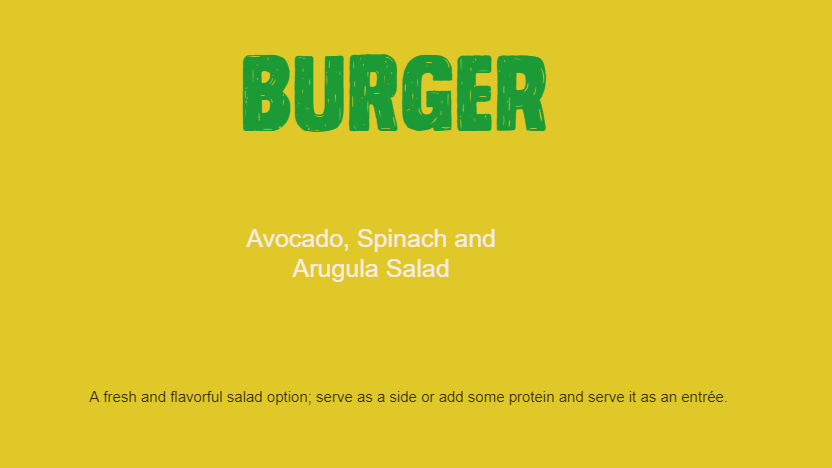 BURGER
Avocado, Spinach and
Arugula Salad
A fresh and flavorful salad option; serve as a side or add some protein and serve it as an entrée.